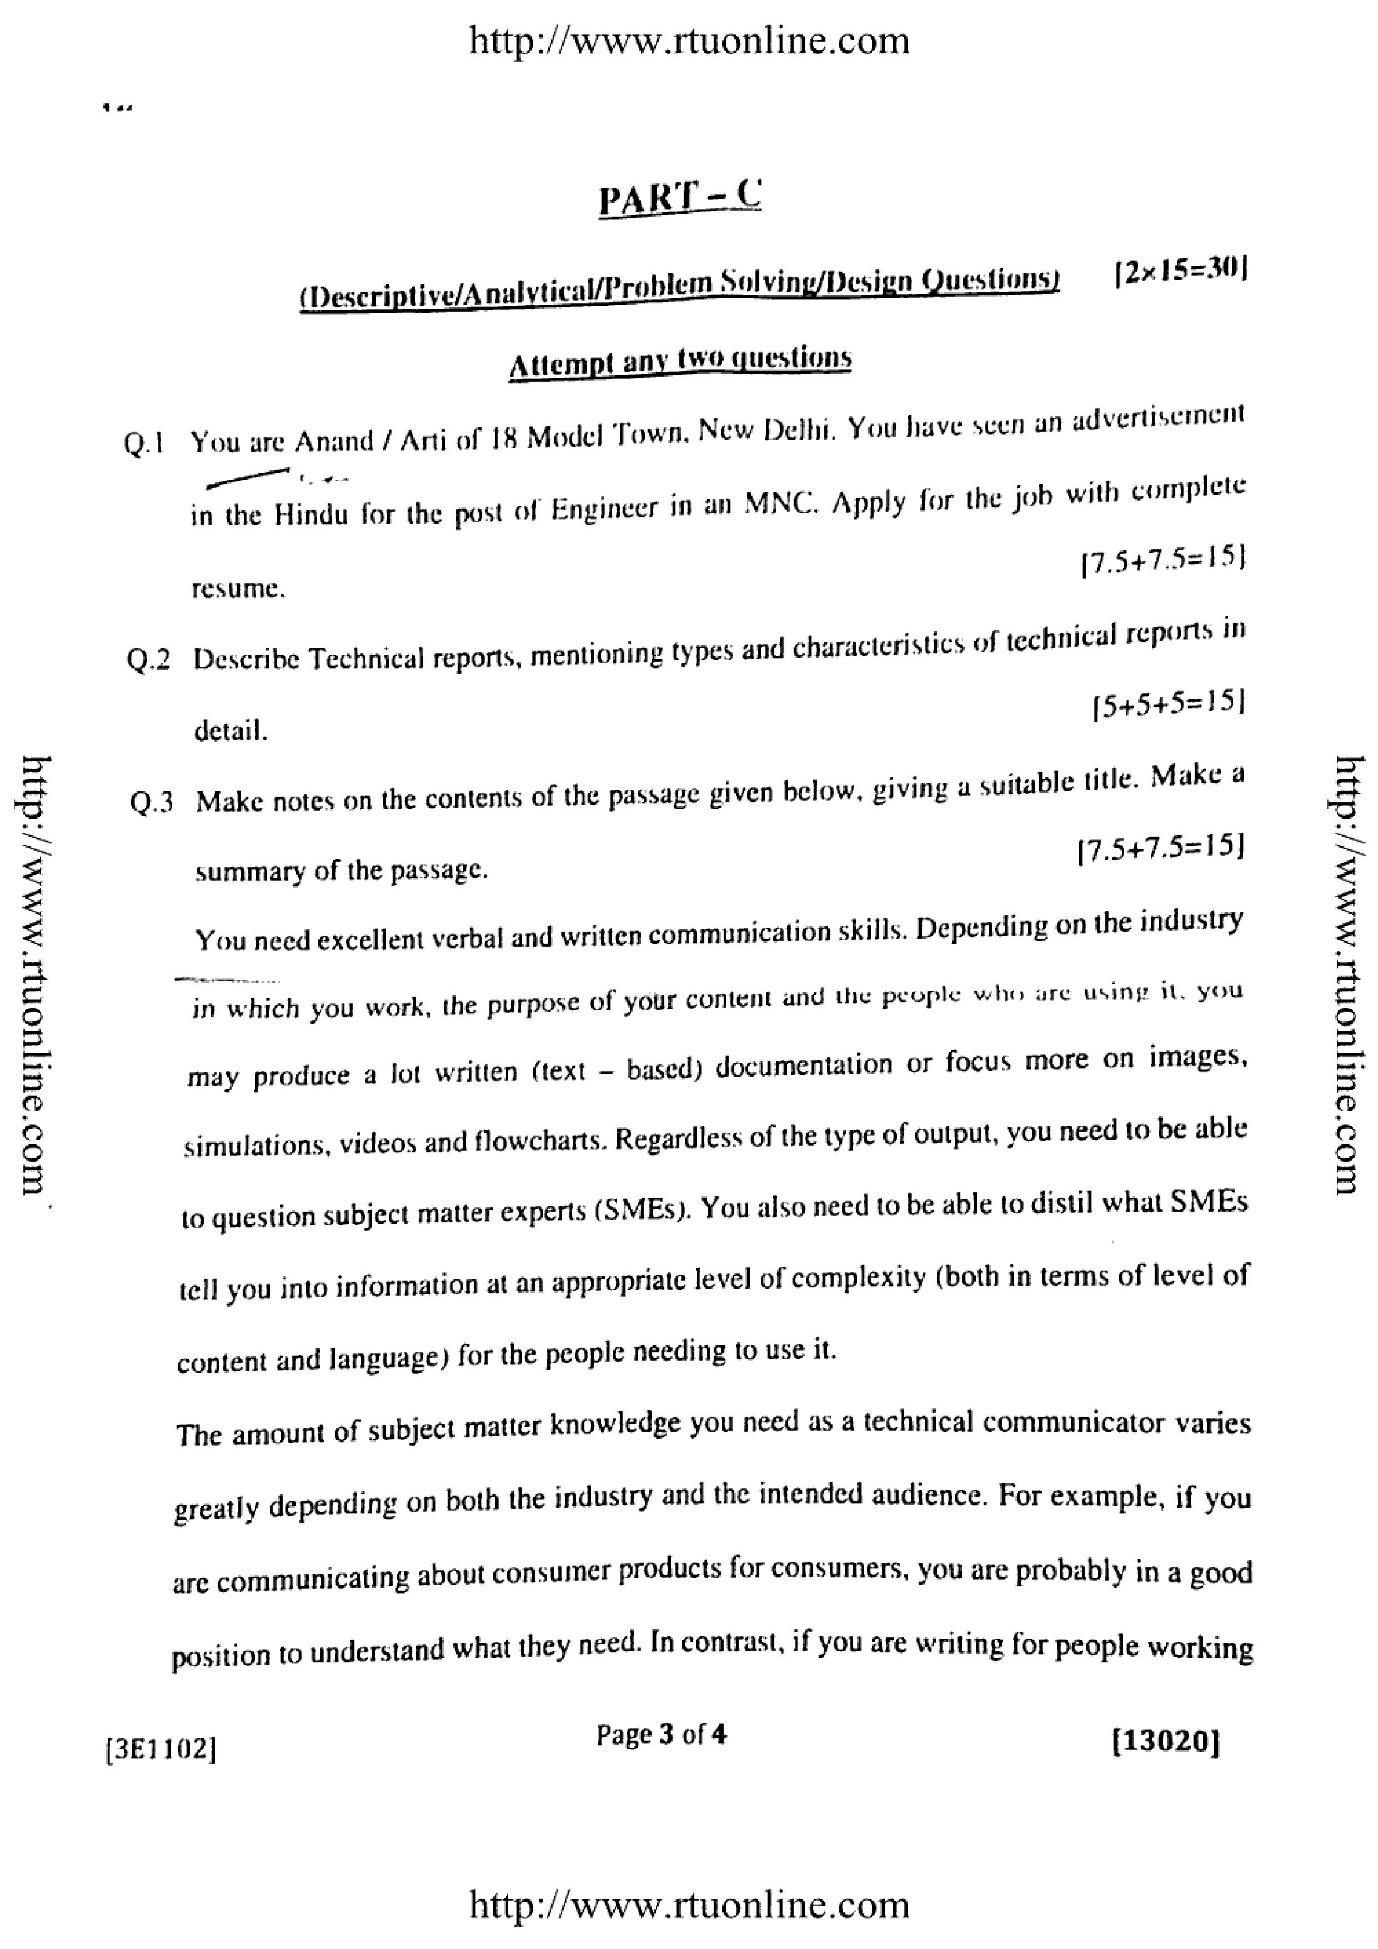 http://www.rtuonline.com
PART – C
(Descriptive/Analytical/Problem Solving/Design Questions) [2×15=30]
Attempt any two questions
Q.1 You are Anand / Arti of 18 Model Town, New Delhi. You have seen an advertisement
in the Hindu for the post of Engineer in an MNC. Apply for the job with complete
resume. [7.5+7.5=15]
Q.2 Describe Technical reports, mentioning types and characteristics of technical reports in
detail. [5+5+5=15]
Q.3 Make notes on the contents of the passage given below, giving a suitable title. Make a
summary of the passage. [7.5+7.5=15]
You need excellent verbal and written communication skills. Depending on the industry
in which you work, the purpose of your content and the people who are using it, you
may produce a lot written (text – based) documentation or focus more on images,
simulations, videos and flowcharts. Regardless of the type of output, you need to be able
to question subject matter experts (SMEs). You also need to be able to distil what SMEs
tell you into information at an appropriate level of complexity (both in terms of level of
content and language) for the people needing to use it.
The amount of subject matter knowledge you need as a technical communicator varies
greatly depending on both the industry and the intended audience. For example, if you
are communicating about consumer products for consumers, you are probably in a good
position to understand what they need. In contrast, if you are writing for people working
[3E1102] Page 3 of 4 [13020]
http://www.rtuonline.com
http://www.rtuonline.com
http://www.rtuonline.com